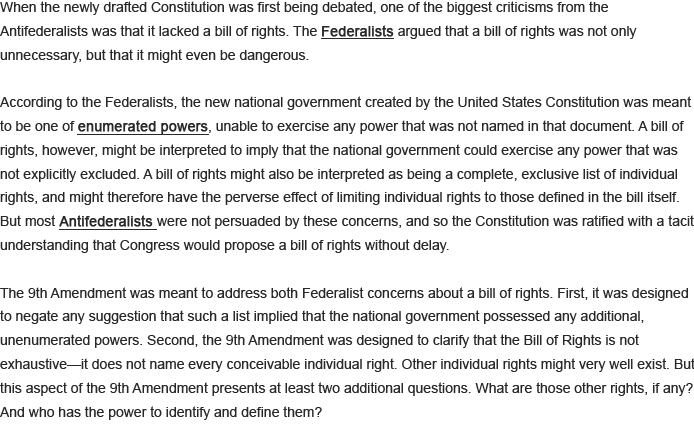 When the newly drafted Constitution was first being debated, one of the biggest criticisms from the
Antifederalists was that it lacked a bill of rights. The Federalists argued that a bill of rights was not only
unnecessary, but that it might even be dangerous.
According to the Federalists, the new national government created by the United States Constitution was meant
to be one of enumerated powers, unable to exercise any power that was not named in that document. A bill of
rights, however, might be interpreted to imply that the national government could exercise any power that was
not explicitly excluded. A bill of rights might also be interpreted as being a complete, exclusive list of individual
rights, and might therefore have the perverse effect of limiting individual rights to those defined in the bill itself.
But most Antifederalists were not persuaded by these concerns, and so the Constitution was ratified with a tacit
understanding that Congress would propose a bill of rights without delay.
The 9th Amendment was meant to address both Federalist concerns about a bill of rights. First, it was designed
to negate any suggestion that such a list implied that the national government possessed any additional,
unenumerated powers. Second, the 9th Amendment was designed to clarify that the Bill of Rights is not
exhaustive—it does not name every conceivable individual right. Other individual rights might very well exist. But
this aspect of the 9th Amendment presents at least two additional questions. What are those other rights, if any?
And who has the power to identify and define them?